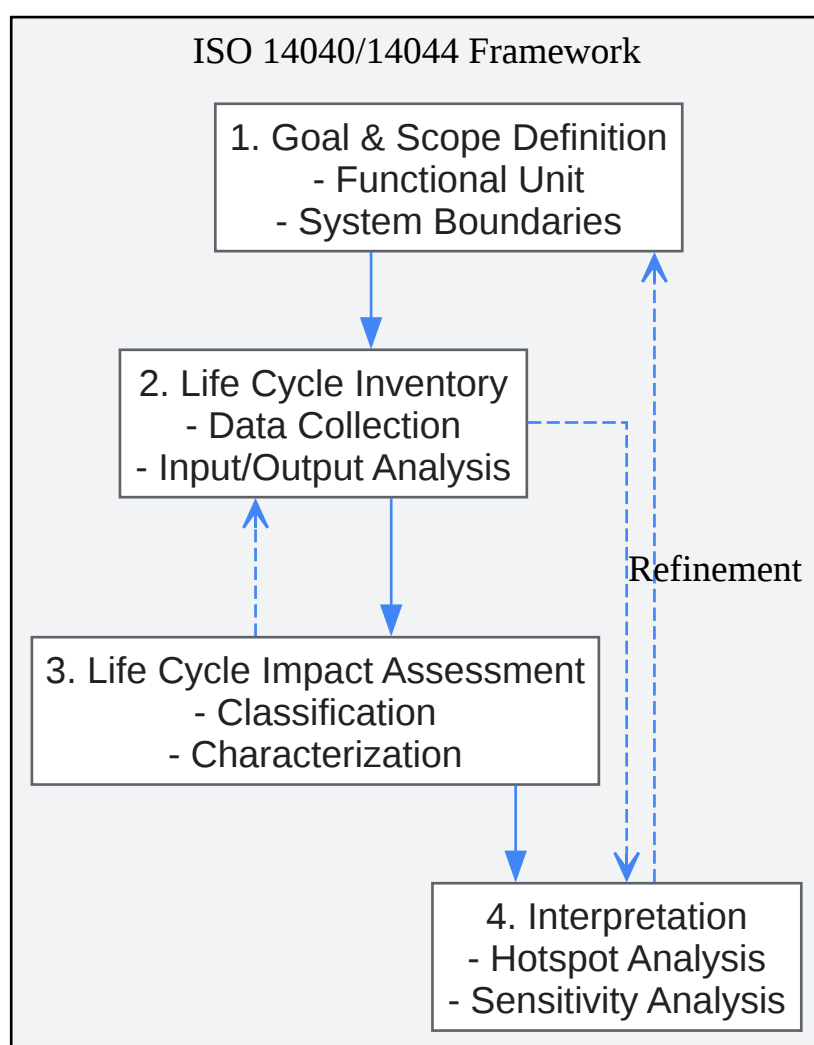 ISO 14040/14044 Framework
1. Goal & Scope Definition
- Functional Unit
- System Boundaries
2. Life Cycle Inventory
- Data Collection
- Input/Output Analysis
Refinement
3. Life Cycle Impact Assessment
- Classification
- Characterization
4. Interpretation
- Hotspot Analysis
- Sensitivity Analysis